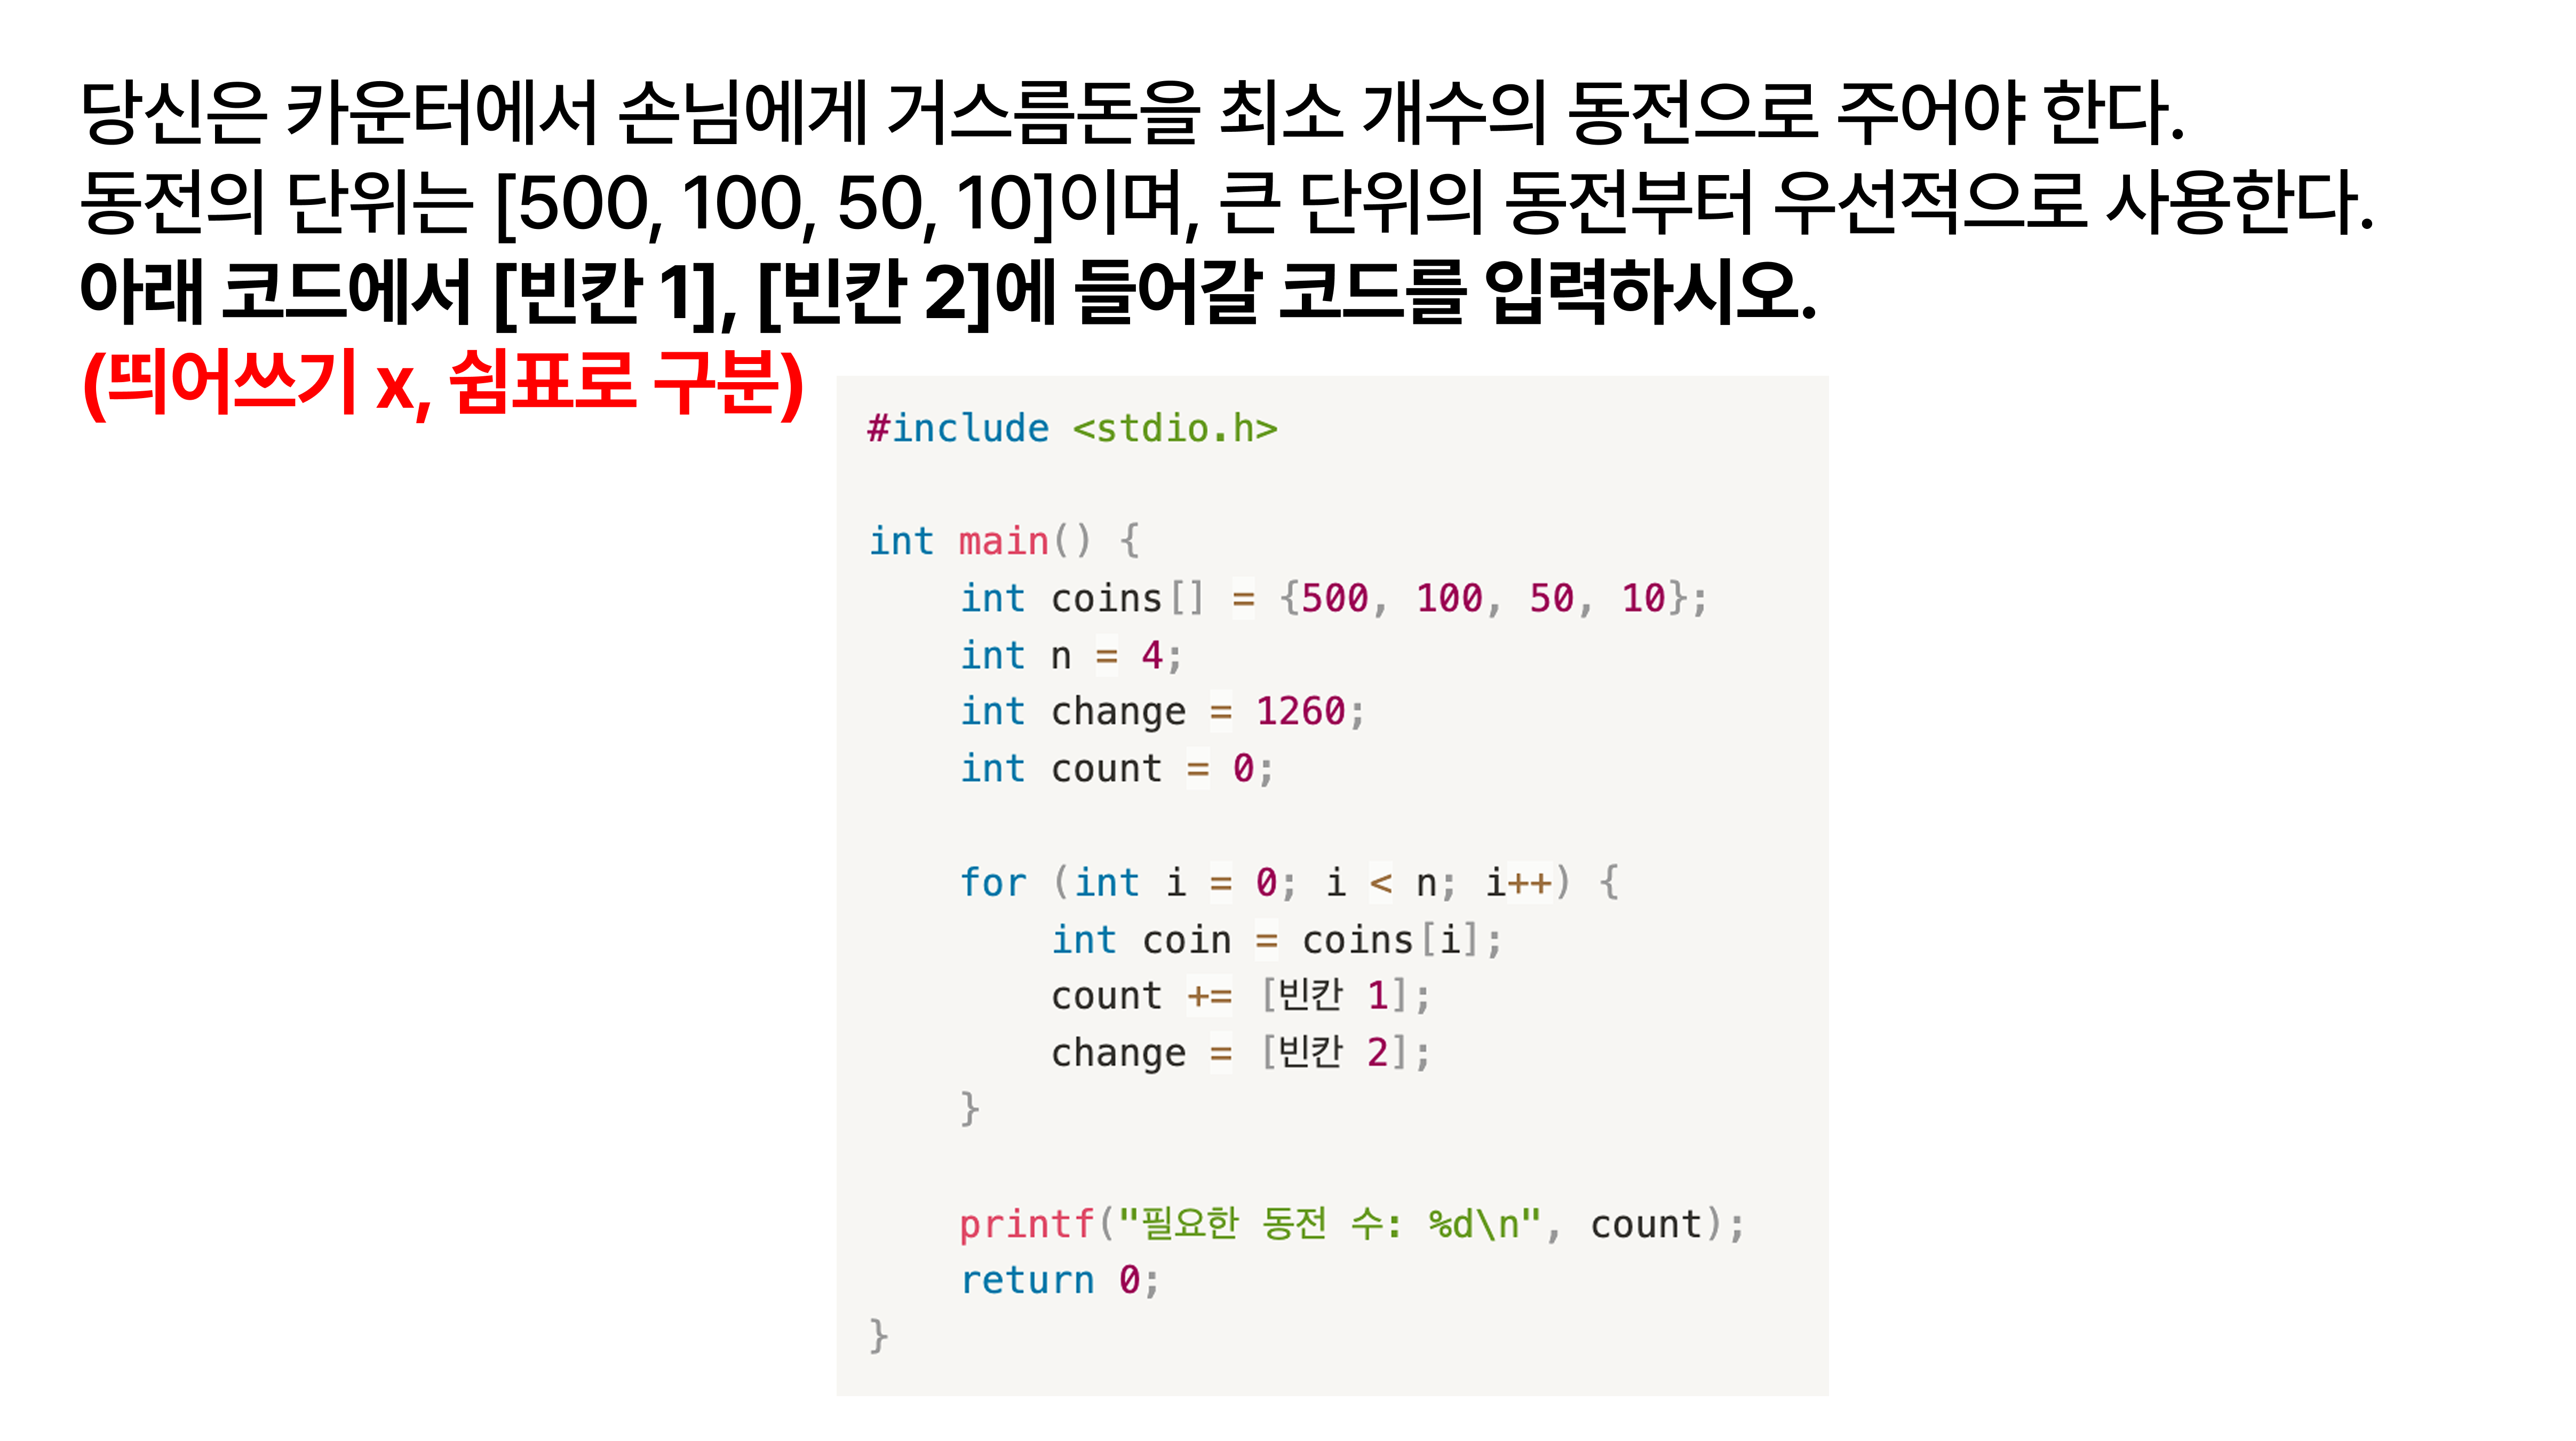 당신은 카운터에서 손님에게 거스름돈을 최소 개수의 동전으로 주어야 한다.
동전의 단위는 [500, 100, 50, 10]이며, 큰 단위의 동전부터 우선적으로 사용한다.
아래 코드에서 [빈칸 1], [빈칸 2]에 들어갈 코드를 입력하시오.
(띄어쓰기 x, 쉼표로 구분)
#include <stdio.h>
int main() {
    int coins[] = {500, 100, 50, 10};
    int n = 4;
    int change = 1260;
    int count = 0;
    for (int i = 0; i < n; i++) {
        int coin = coins[i];
        count += [빈칸 1];
        change = [빈칸 2];
    }
    printf("필요한 동전 수: %d\n", count);
    return 0;
}